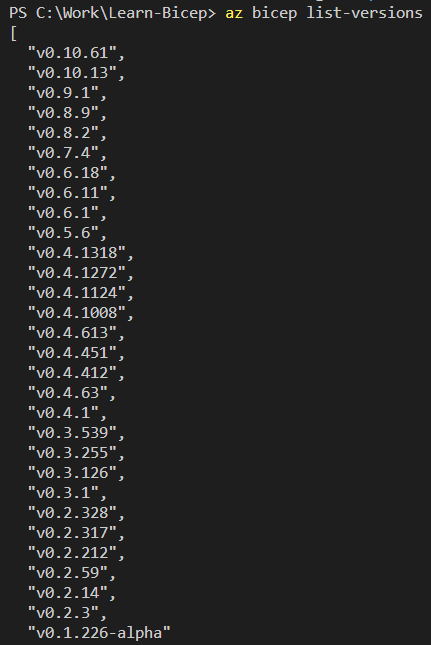 PS C:\Work\Learn-Bicep> az bicep list-versions
[
  "v0.10.61",
  "v0.10.13",
  "v0.9.1",
  "v0.8.9",
  "v0.8.2",
  "v0.7.4",
  "v0.6.18",
  "v0.6.11",
  "v0.6.1",
  "v0.5.6",
  "v0.4.1318",
  "v0.4.1272",
  "v0.4.1124",
  "v0.4.1008",
  "v0.4.613",
  "v0.4.451",
  "v0.4.412",
  "v0.4.63",
  "v0.4.1",
  "v0.3.539",
  "v0.3.255",
  "v0.3.126",
  "v0.3.1",
  "v0.2.328",
  "v0.2.317",
  "v0.2.212",
  "v0.2.59",
  "v0.2.14",
  "v0.2.3",
  "v0.1.226-alpha"